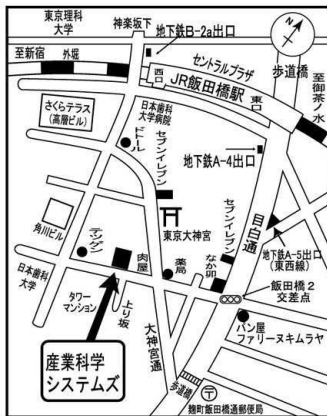 東京理科
大学
神楽坂下
地下鉄B-2a出口
N
至新宿
外堀
セントラルプラザ
西口
JR飯田橋駅
東口
歩道橋
至御茶ノ水
さくらテラス
(高層ビル)
日本歯科
大学病院
ドトール
セブンイレブン
地下鉄A-4出口
角川ビル
テンダン
肉屋
東京大神宮
薬局
セブンイレブン
なか卯
目白通
地下鉄A-5出口
(東西線)
日本歯科
大学
タワー
マンション
上り坂
大神宮通
飯田橋2
交差点
パン屋
ファリーヌキムラヤ
産業科学
システムズ
歩道橋
〒
麹町飯田橋通郵便局